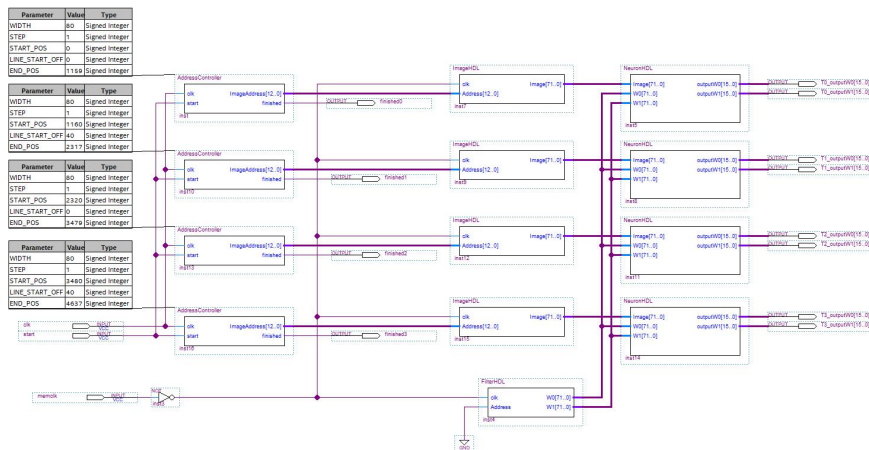 Parameter Value Type
WIDTH 80 Signed Integer
STEP 1 Signed Integer
START_POS 0 Signed Integer
LINE_START_OFF 0 Signed Integer
END_POS 1159 Signed Integer
Parameter Value Type
WIDTH 80 Signed Integer
STEP 1 Signed Integer
START_POS 1160 Signed Integer
LINE_START_OFF 40 Signed Integer
END_POS 2317 Signed Integer
Parameter Value Type
WIDTH 80 Signed Integer
STEP 1 Signed Integer
START_POS 2320 Signed Integer
LINE_START_OFF 0 Signed Integer
END_POS 3479 Signed Integer
Parameter Value Type
WIDTH 80 Signed Integer
STEP 1 Signed Integer
START_POS 3480 Signed Integer
LINE_START_OFF 40 Signed Integer
END_POS 4637 Signed Integer
AddressController
clk ImageAddress[12..0]
start finished
inst
OUTPUT finished0
ImageHDL
clk Image[71..0]
Address[12..0]
inst7
NeuronHDL
Image[71..0] outputW0[15..0]
W0[71..0] outputW1[15..0]
W1[71..0]
inst5
OUTPUT T0_outputW0[15..0]
OUTPUT T0_outputW1[15..0]
AddressController
clk ImageAddress[12..0]
start finished
inst10
OUTPUT finished1
ImageHDL
clk Image[71..0]
Address[12..0]
inst9
NeuronHDL
Image[71..0] outputW0[15..0]
W0[71..0] outputW1[15..0]
W1[71..0]
inst8
OUTPUT T1_outputW0[15..0]
OUTPUT T1_outputW1[15..0]
AddressController
clk ImageAddress[12..0]
start finished
inst13
OUTPUT finished2
ImageHDL
clk Image[71..0]
Address[12..0]
inst12
NeuronHDL
Image[71..0] outputW0[15..0]
W0[71..0] outputW1[15..0]
W1[71..0]
inst11
OUTPUT T2_outputW0[15..0]
OUTPUT T2_outputW1[15..0]
AddressController
clk ImageAddress[12..0]
start finished
inst16
OUTPUT finished3
ImageHDL
clk Image[71..0]
Address[12..0]
inst15
NeuronHDL
Image[71..0] outputW0[15..0]
W0[71..0] outputW1[15..0]
W1[71..0]
inst14
OUTPUT T3_outputW0[15..0]
OUTPUT T3_outputW1[15..0]
clk INPUT
VCC
start INPUT
VCC
memclk INPUT
VCC
NOT
FilterHDL
clk W0[71..0]
Address W1[71..0]
inst4
GND